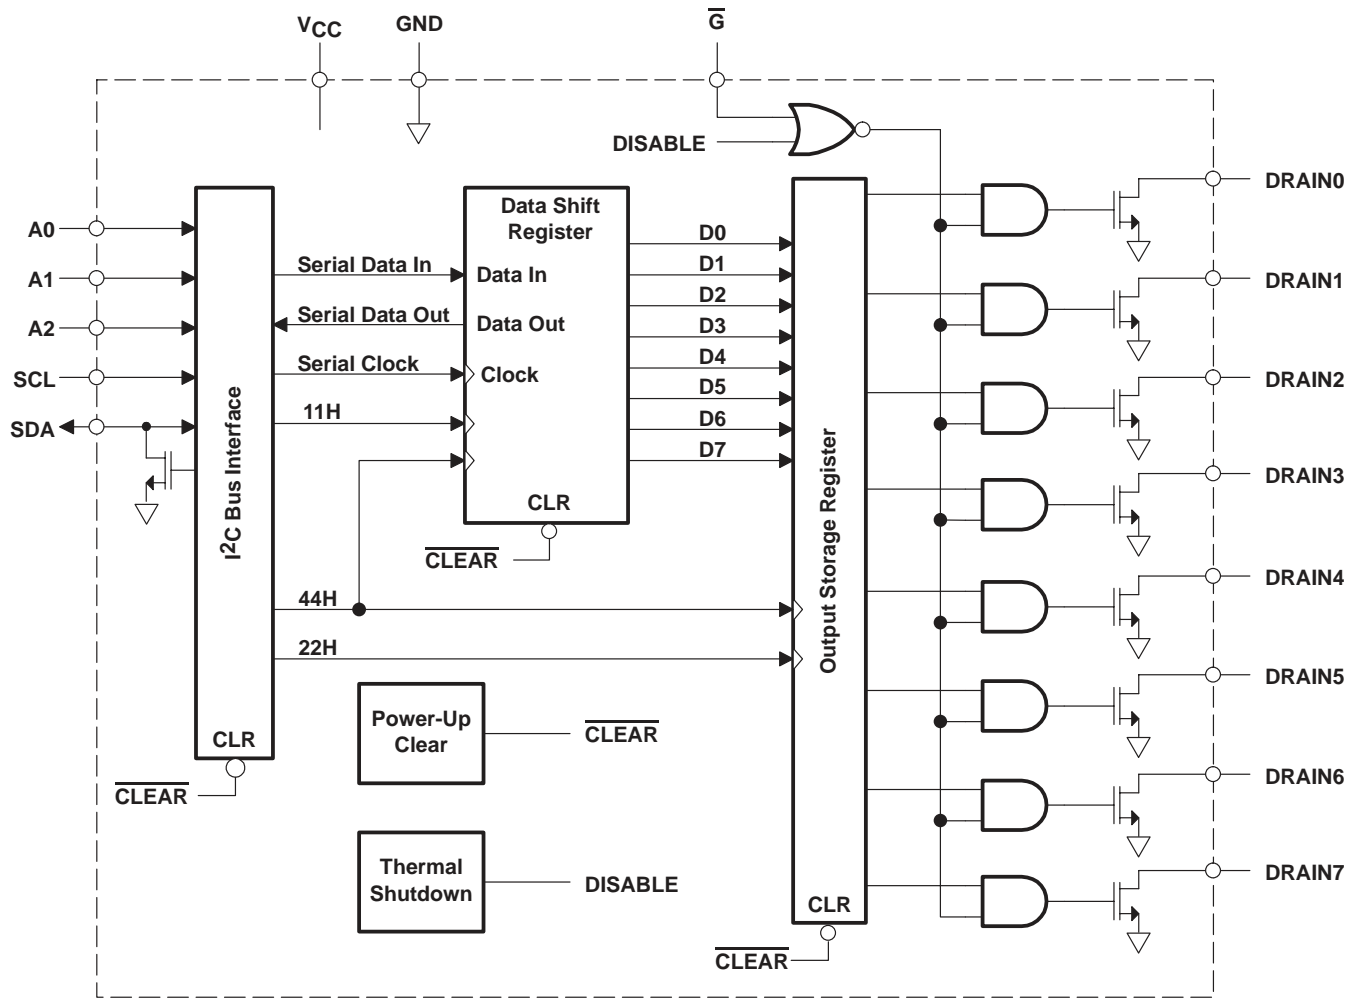 VCC
GND
G
DISABLE
DRAIN0
DRAIN1
DRAIN2
DRAIN3
DRAIN4
DRAIN5
DRAIN6
DRAIN7
A0
A1
A2
SCL
SDA
I2C Bus Interface
CLR
CLEAR
Serial Data In
Serial Data Out
Serial Clock
11H
44H
22H
Data Shift
Register
Data In
Data Out
Clock
CLR
CLEAR
D0
D1
D2
D3
D4
D5
D6
D7
Output Storage Register
CLR
CLEAR
Power-Up
Clear
CLEAR
Thermal
Shutdown
DISABLE